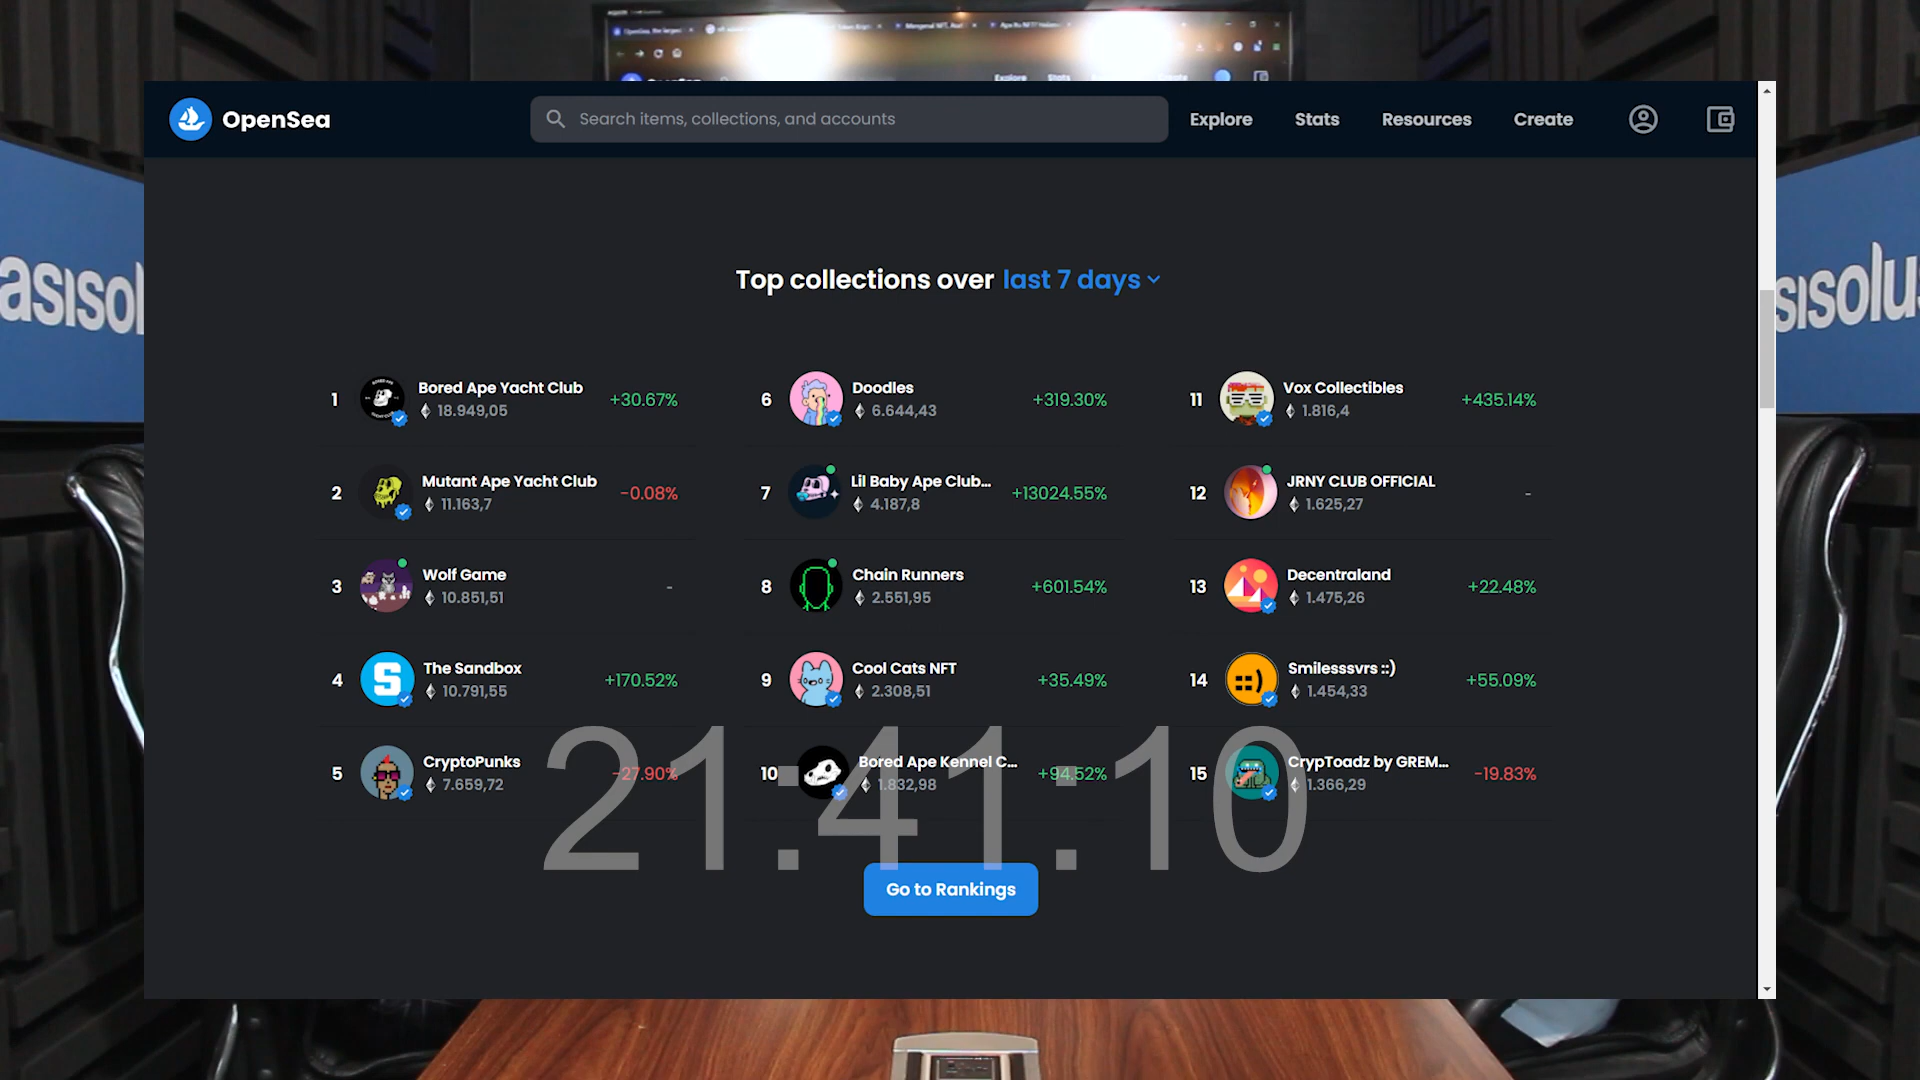 OpenSea
Search items, collections, and accounts
Explore
Stats
Resources
Create
Top collections over last 7 days
1
Bored Ape Yacht Club
18.949,05
+30.67%
2
Mutant Ape Yacht Club
11.163,7
-0.08%
3
Wolf Game
10.851,51
-
4
The Sandbox
10.791,55
+170.52%
5
CryptoPunks
7.659,72
-27.90%
6
Doodles
6.644,43
+319.30%
7
Lil Baby Ape Club...
4.187,8
+13024.55%
8
Chain Runners
2.551,95
+601.54%
9
Cool Cats NFT
2.308,51
+35.49%
10
Bored Ape Kennel C...
1.832,98
+94.52%
11
Vox Collectibles
1.816,4
+435.14%
12
JRNY CLUB OFFICIAL
1.625,27
-
13
Decentraland
1.475,26
+22.48%
14
Smilesssvrs ::)
1.454,33
+55.09%
15
CrypToadz by GREM...
1.366,29
-19.83%
21:41:10
Go to Rankings
Explore
Stats
asisol
sisolu